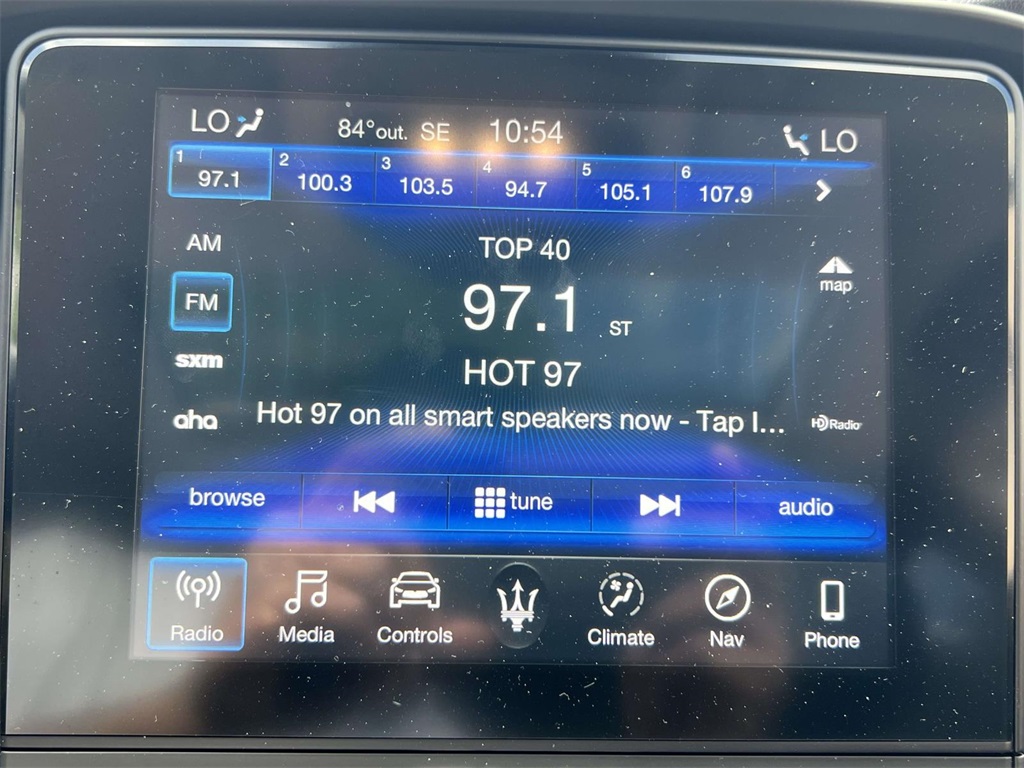 LO 84° out. SE 10:54 LO
1 97.1 2 100.3 3 103.5 4 94.7 5 105.1 6 107.9
AM
TOP 40
map
FM
97.1 ST
sxm
HOT 97
aha
Hot 97 on all smart speakers now - Tap l...
HD Radio
browse tune audio
Radio Media Controls Climate Nav Phone